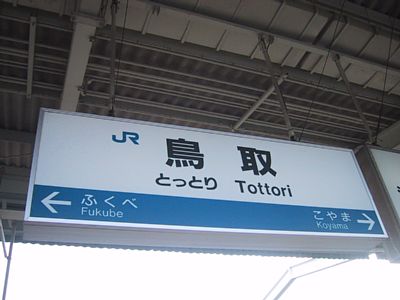 JR 鳥取
とっとり Tottori
← ふくべ こやま →
Fukube Koyama